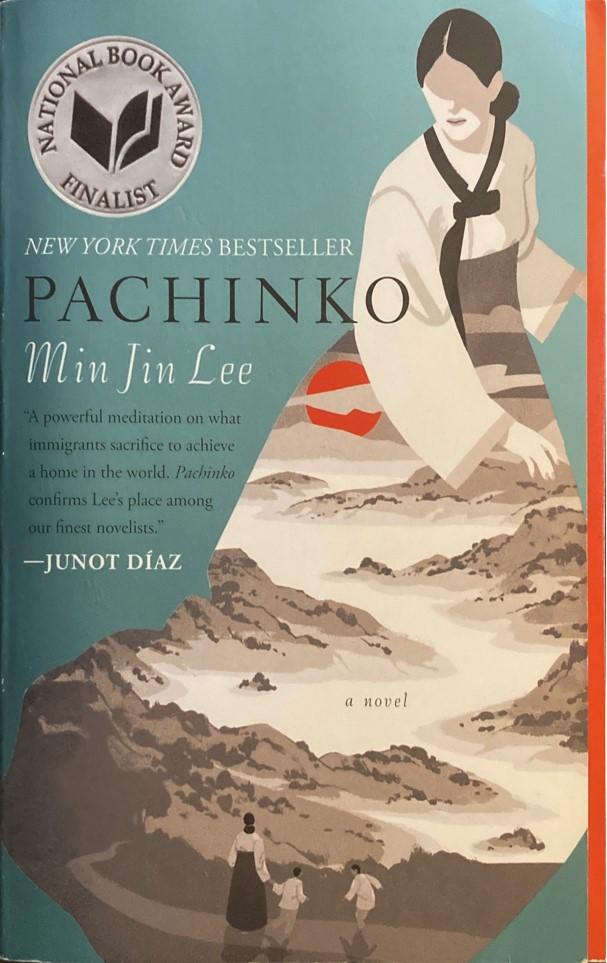 NATIONAL BOOK AWARD
FINALIST
NEW YORK TIMES BESTSELLER
PACHINKO
Min Jin Lee
“A powerful meditation on what
immigrants sacrifice to achieve
a home in the world. Pachinko
confirms Lee’s place among
our finest novelists.”
—JUNOT DÍAZ
a novel